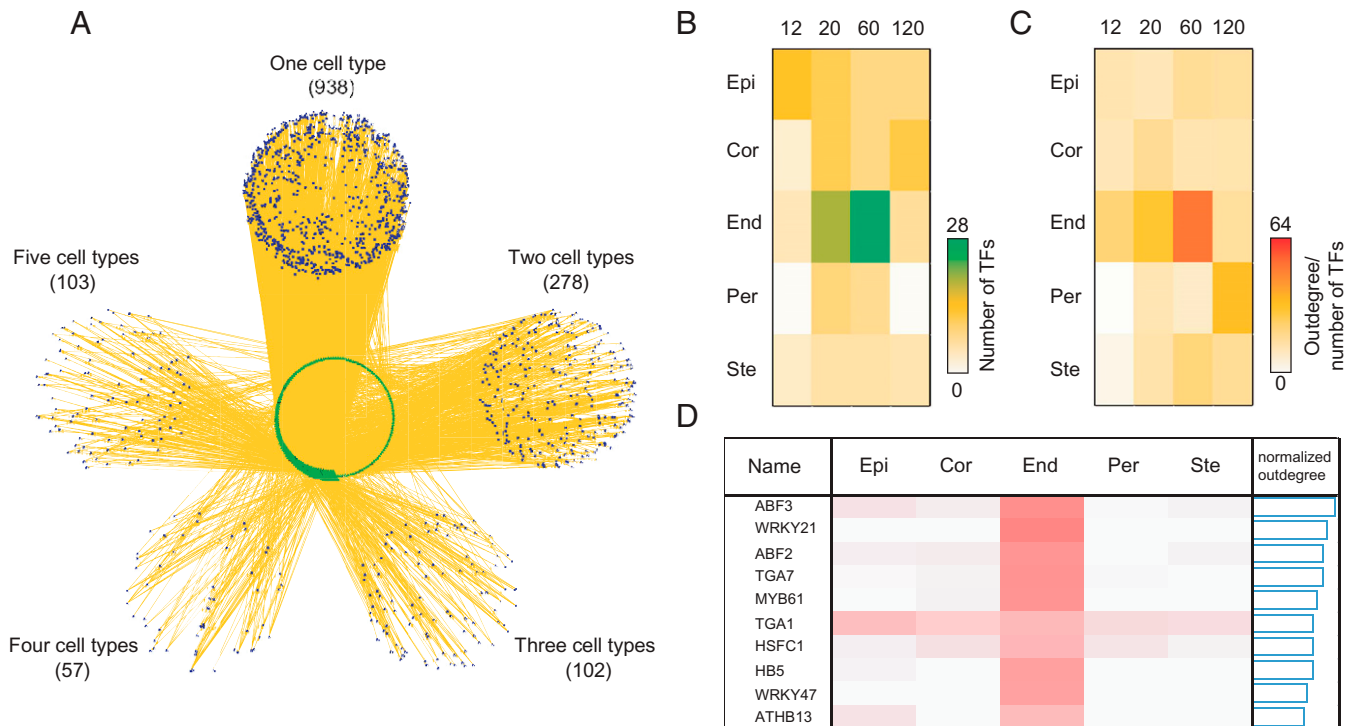 A
One cell type
(938)
Five cell types
(103)
Two cell types
(278)
Four cell types
(57)
Three cell types
(102)
B
12 20 60 120
Epi
Cor
End
Per
Ste
28
Number of TFs
0
C
12 20 60 120
Epi
Cor
End
Per
Ste
64
Outdegree/
number of TFs
0
D
Name Epi Cor End Per Ste normalized
outdegree
ABF3
WRKY21
ABF2
TGA7
MYB61
TGA1
HSFC1
HB5
WRKY47
ATHB13